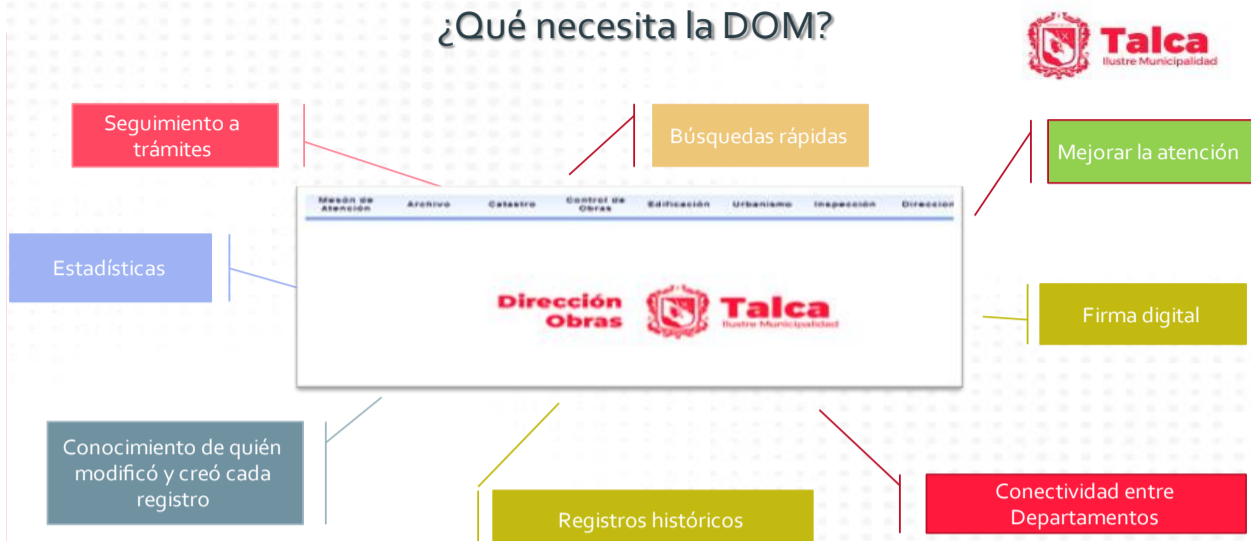 ¿Qué necesita la DOM?
Talca
Ilustre Municipalidad
Seguimiento a
trámites
Búsquedas rápidas
Mejorar la atención
Mesón de
Atención
Archivo
Catastro
Control de
Obras
Edificación
Urbanismo
Inspección
Direccion
Estadísticas
Dirección
Obras
Talca
Ilustre Municipalidad
Firma digital
Conocimiento de quién
modificó y creó cada
registro
Registros históricos
Conectividad entre
Departamentos